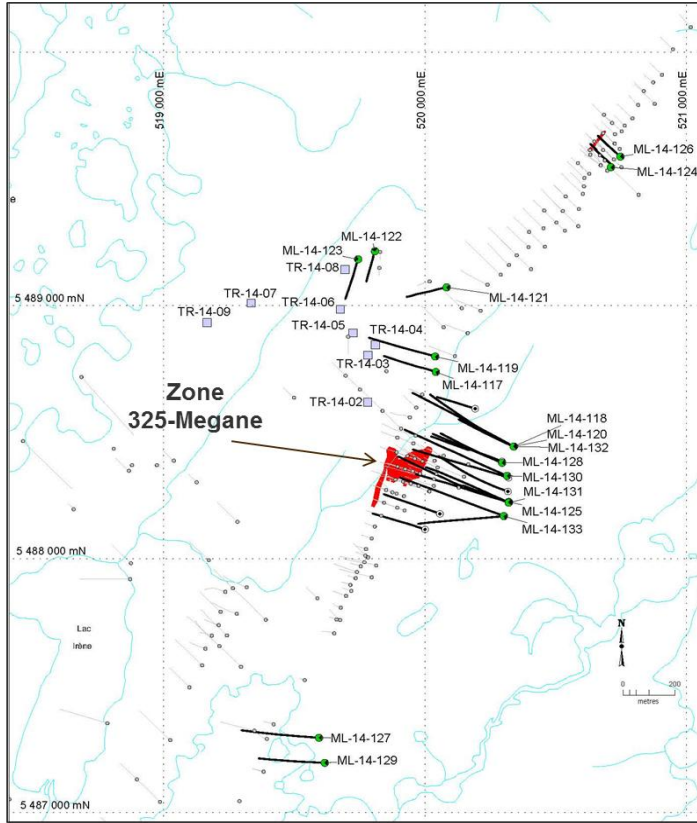 519 000 mE
520 000 mE
521 000 mE
ML-14-126
ML-14-124
e
ML-14-122
ML-14-123
TR-14-08
TR-14-07
TR-14-06
ML-14-121
5 489 000 mN
TR-14-09
TR-14-05
TR-14-04
TR-14-03
ML-14-119
ML-14-117
Zone
325-Megane
TR-14-02
ML-14-118
ML-14-120
ML-14-132
ML-14-128
ML-14-130
ML-14-131
ML-14-125
ML-14-133
5 488 000 mN
N
Lac
Irène
0
200
metres
ML-14-127
ML-14-129
5 487 000 mN